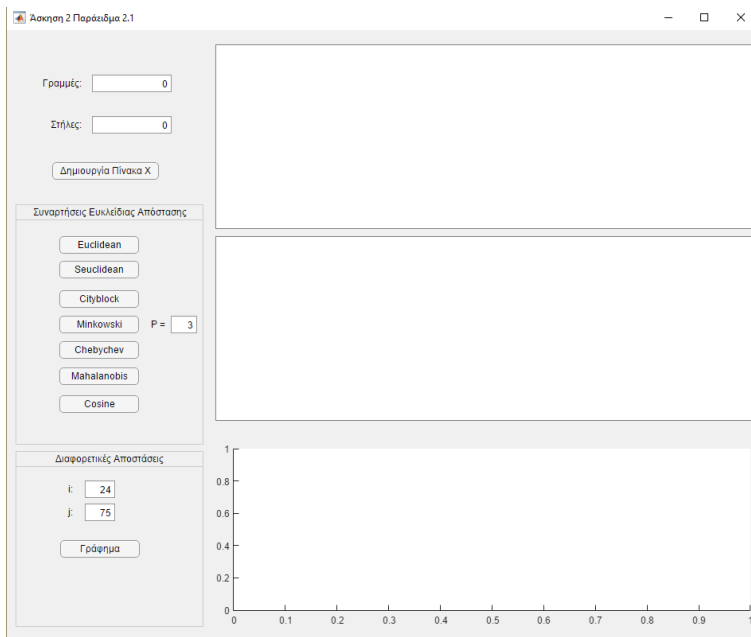 Άσκηση 2 Παράειδμα 2.1
Γραμμές: 0
Στήλες: 0
Δημιουργία Πίνακα X
Συναρτήσεις Ευκλείδιας Απόστασης
Euclidean
Seuclidean
Cityblock
Minkowski P = 3
Chebychev
Mahalanobis
Cosine
Διαφορετικές Αποστάσεις
i: 24
j: 75
Γράφημα
1
0.8
0.6
0.4
0.2
0
0 0.1 0.2 0.3 0.4 0.5 0.6 0.7 0.8 0.9 1